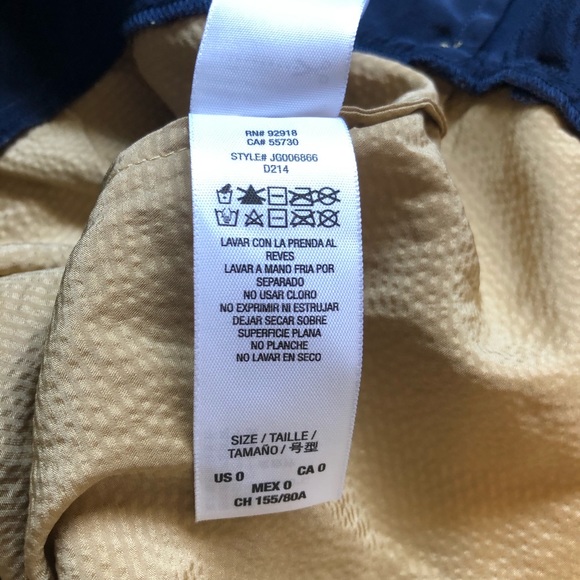 RN# 92918
CA# 55730
STYLE# JG006866
D214
LAVAR CON LA PRENDA AL
REVES
LAVAR A MANO FRIA POR
SEPARADO
NO USAR CLORO
NO EXPRIMIR NI ESTRUJAR
DEJAR SECAR SOBRE
SUPERFICIE PLANA
NO PLANCHE
NO LAVAR EN SECO
SIZE / TAILLE /
TAMAÑO / 号型
US 0 CA 0
MEX 0
CH 155/80A